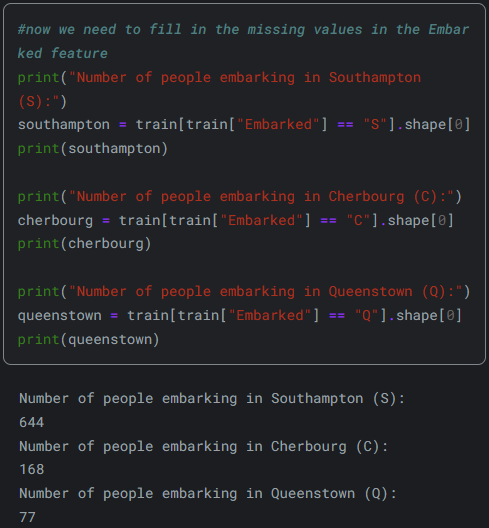 #now we need to fill in the missing values in the Embar
ked feature
print("Number of people embarking in Southampton
(S):")
southampton = train[train["Embarked"] == "S"].shape[0]
print(southampton)
print("Number of people embarking in Cherbourg (C):")
cherbourg = train[train["Embarked"] == "C"].shape[0]
print(cherbourg)
print("Number of people embarking in Queenstown (Q):")
queenstown = train[train["Embarked"] == "Q"].shape[0]
print(queenstown)
Number of people embarking in Southampton (S):
644
Number of people embarking in Cherbourg (C):
168
Number of people embarking in Queenstown (Q):
77